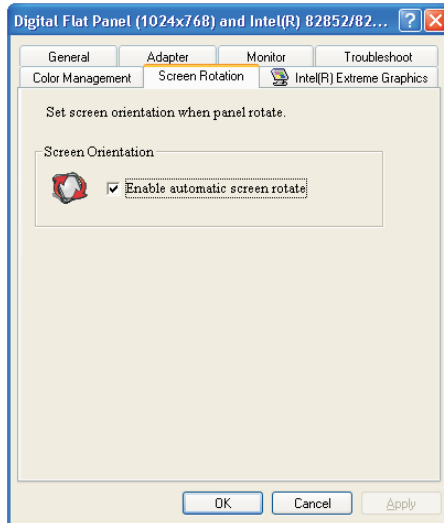 Digital Flat Panel (1024x768) and Intel(R) 82852/82...
General Adapter Monitor Troubleshoot
Color Management Screen Rotation Intel(R) Extreme Graphics
Set screen orientation when panel rotate.
Screen Orientation
Enable automatic screen rotate
OK Cancel Apply